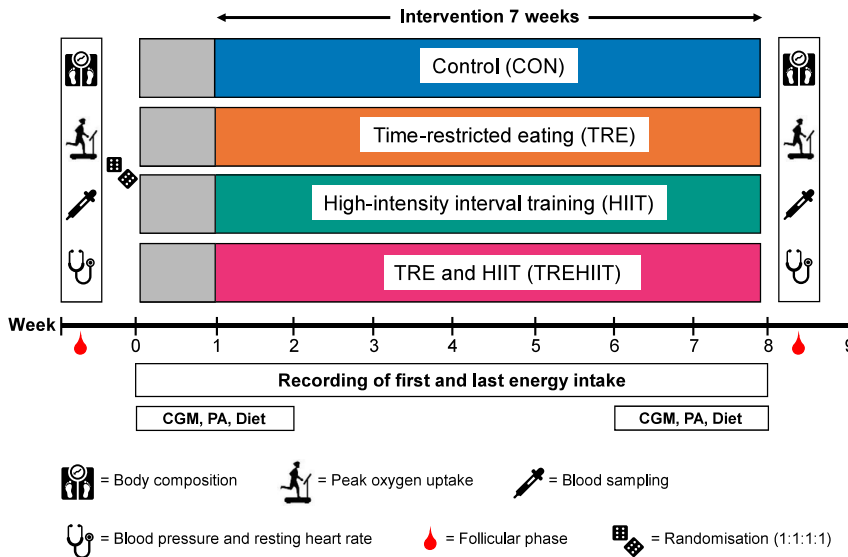 Intervention 7 weeks
Control (CON)
Time-restricted eating (TRE)
High-intensity interval training (HIIT)
TRE and HIIT (TREHIIT)
Week
0 1 2 3 4 5 6 7 8 9
Recording of first and last energy intake
CGM, PA, Diet CGM, PA, Diet
= Body composition = Peak oxygen uptake = Blood sampling
= Blood pressure and resting heart rate = Follicular phase = Randomisation (1:1:1:1)